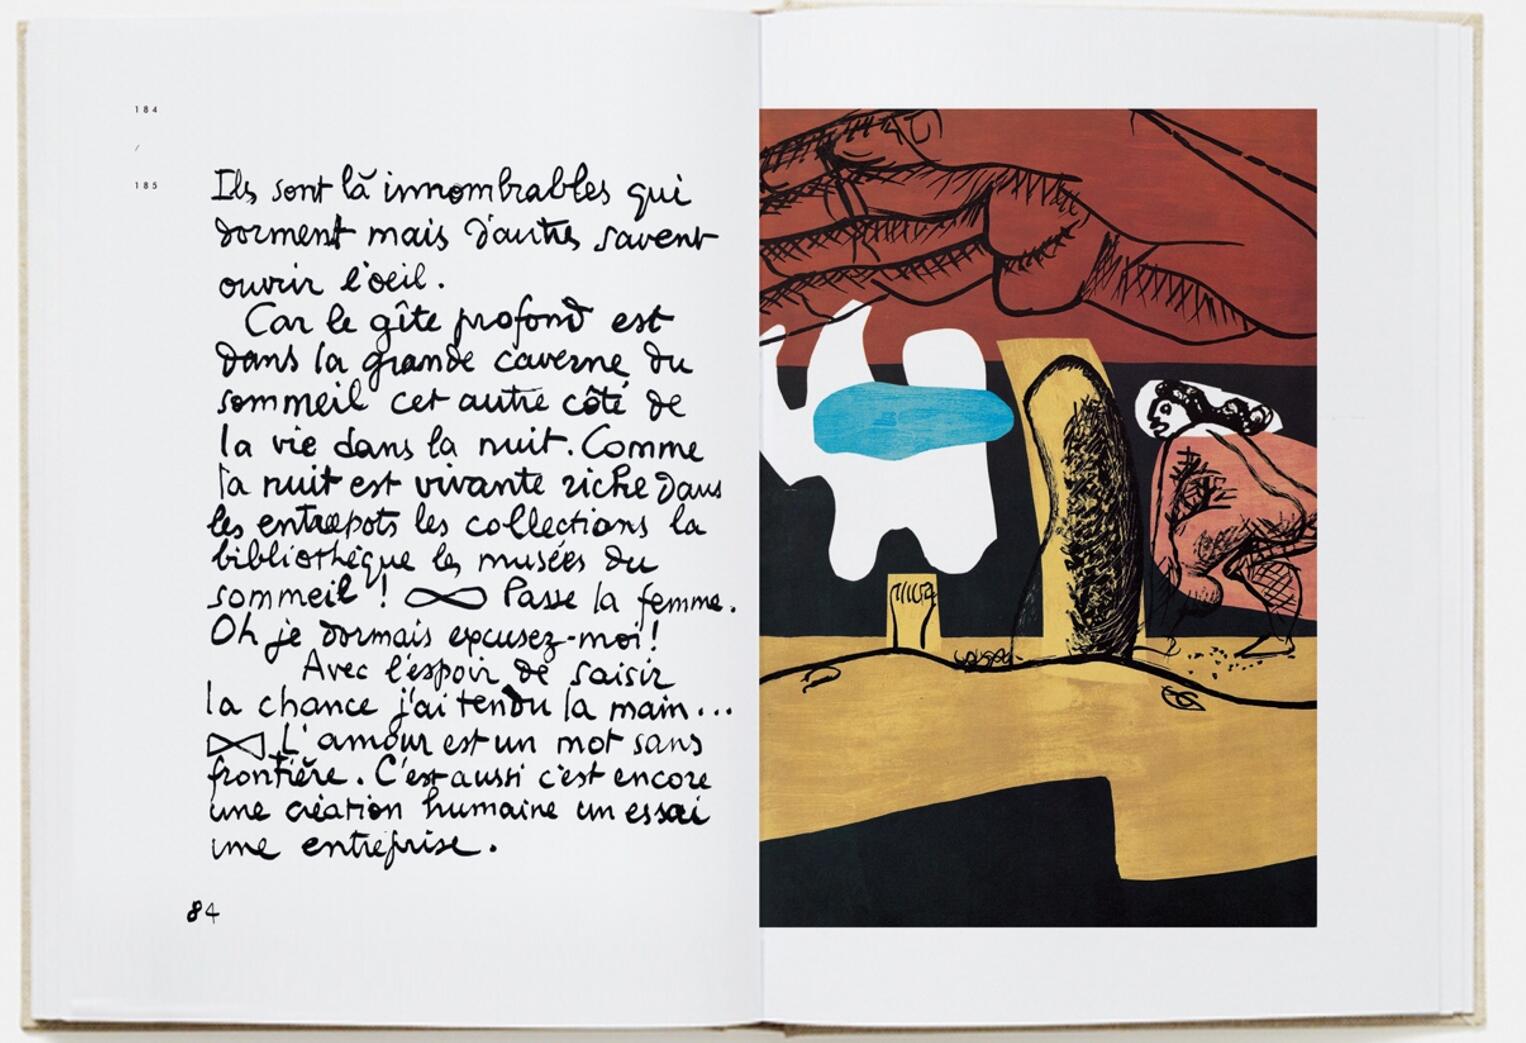 184
/
185
Ils sont là innombrables qui
dorment mais d'autres savent
ouvrir l'oeil.
Car le gîte profond est
dans la grande caverne du
sommeil cet autre côté de
la vie dans la nuit. Comme
la nuit est vivante riche dans
les entrepots les collections la
bibliothèque les musées du
sommeil ! ∞ Passe la femme.
Oh je dormais excusez-moi !
Avec l'espoir de saisir
la chance j'ai tendu la main...
L'amour est un mot sans
frontière. C'est aussi c'est encore
une création humaine un essai
une entreprise.
84